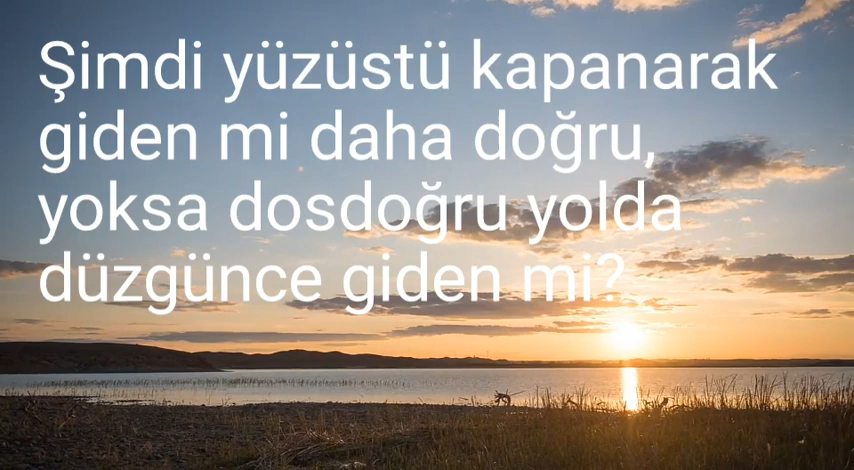 Şimdi yüzüstü kapanarak
giden mi daha doğru,
yoksa dosdoğru yolda
düzgünce giden mi?